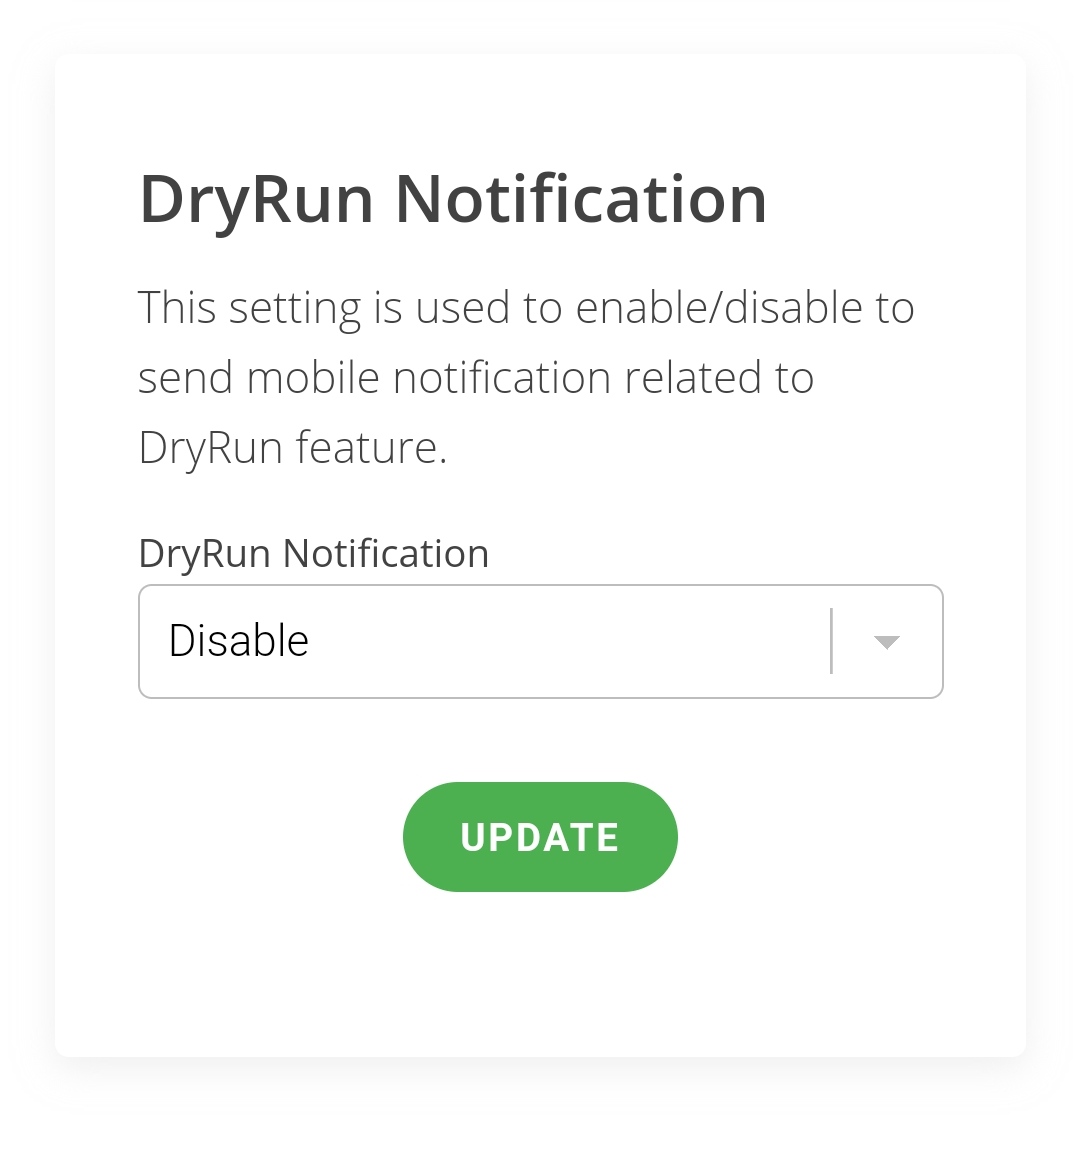 DryRun Notification
This setting is used to enable/disable to
send mobile notification related to
DryRun feature.
DryRun Notification
Disable
UPDATE